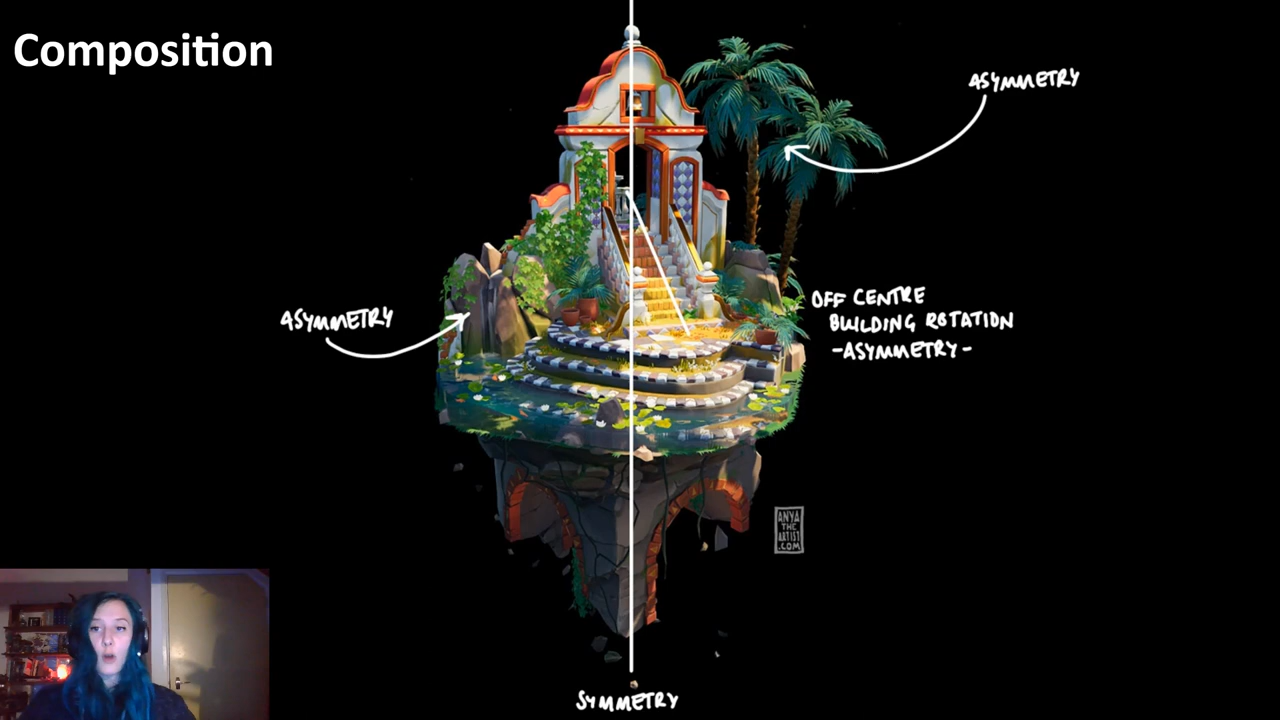 Composition
ASYMMETRY
ASYMMETRY
OFF CENTRE
BUILDING ROTATION
-ASYMMETRY-
ANYA
THE
ARTIST
.COM
SYMMETRY